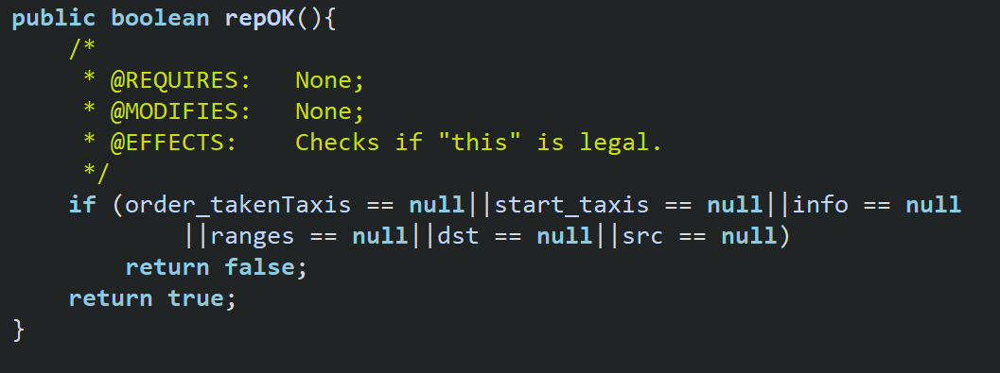 public boolean repOK(){
    /*
     * @REQUIRES:   None;
     * @MODIFIES:   None;
     * @EFFECTS:    Checks if "this" is legal.
     */
    if (order_takenTaxis == null||start_taxis == null||info == null
            ||ranges == null||dst == null||src == null)
        return false;
    return true;
}